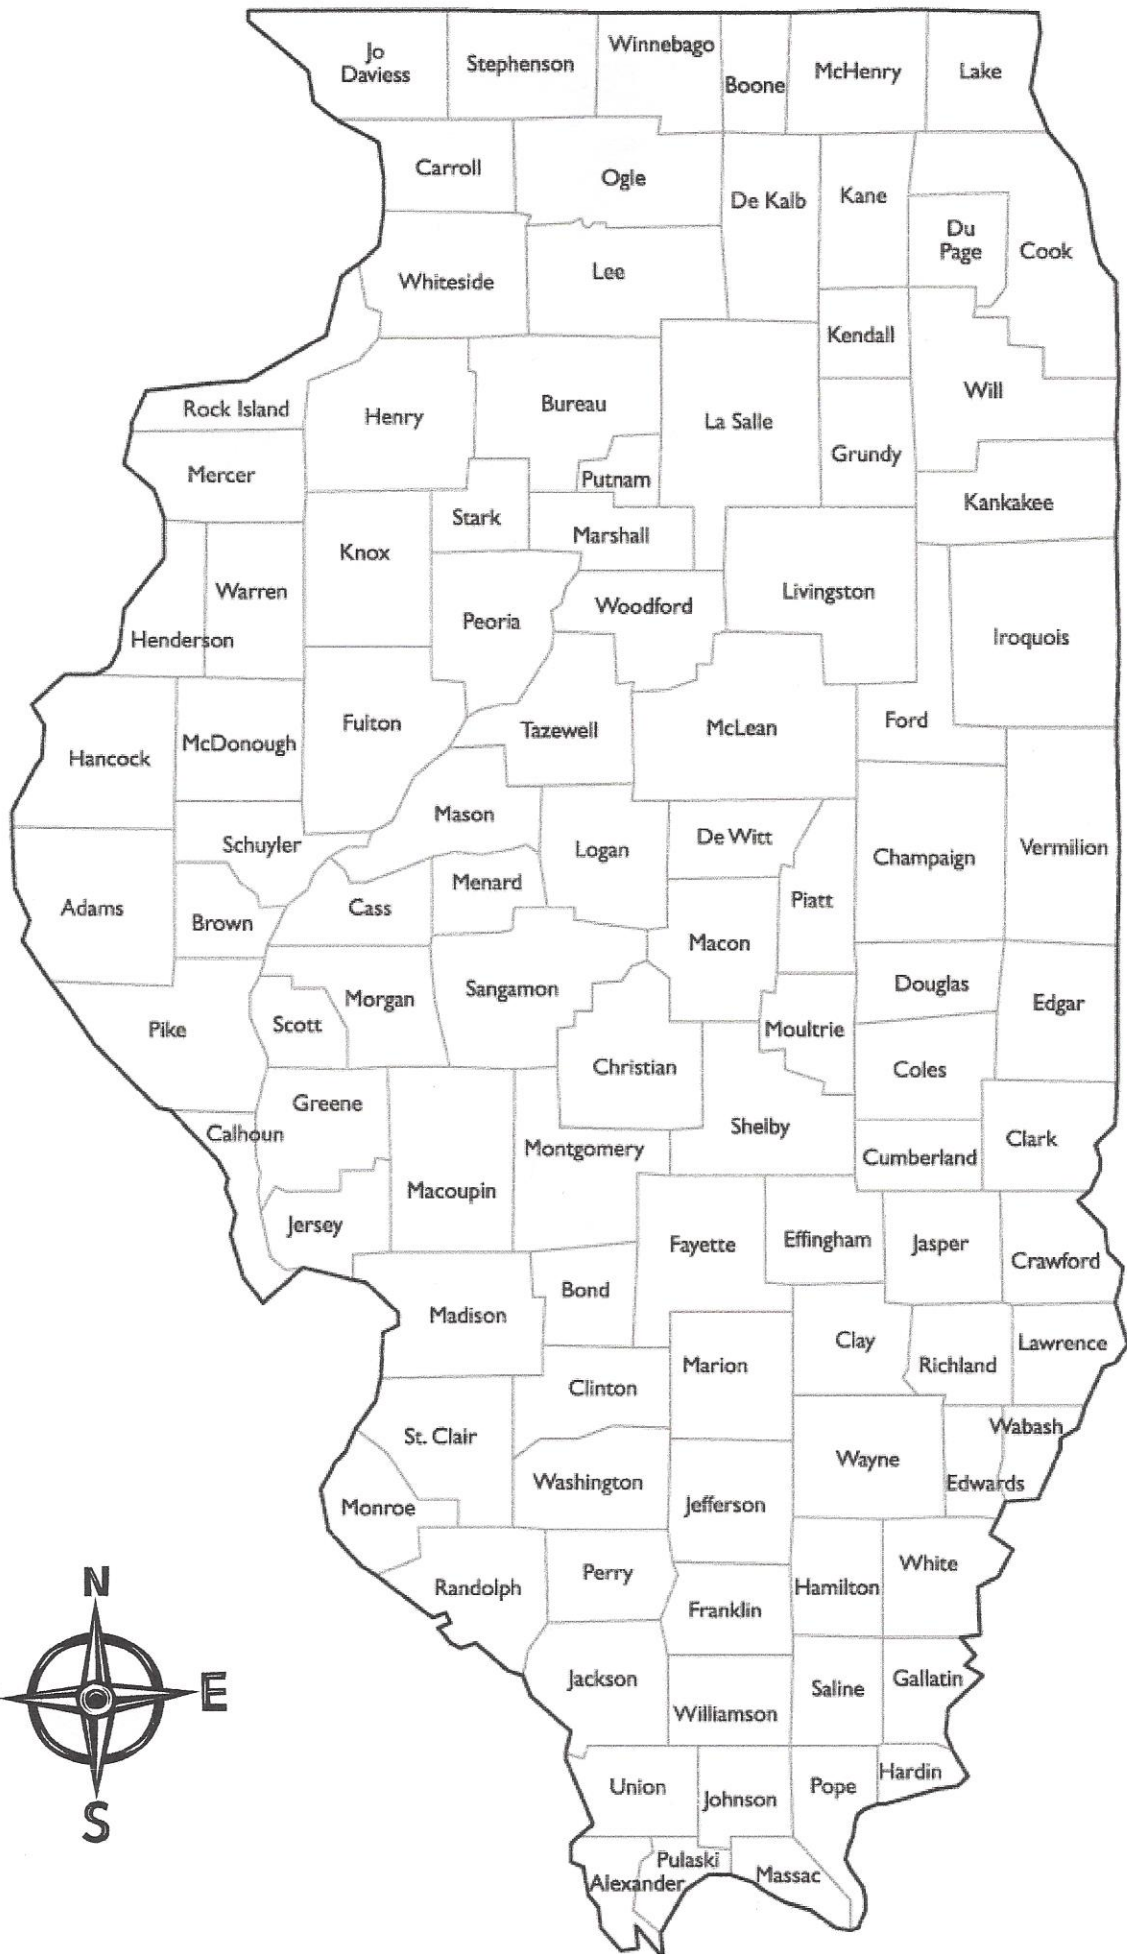 Jo
Daviess
Stephenson
Winnebago
Boone
McHenry
Lake
Carroll
Ogle
De Kalb
Kane
Du
Page
Cook
Whiteside
Lee
Kendall
Will
Rock Island
Henry
Bureau
La Salle
Grundy
Mercer
Putnam
Kankakee
Stark
Marshall
Knox
Warren
Livingston
Woodford
Peoria
Henderson
Iroquois
Fulton
Tazewell
McLean
Ford
Hancock
McDonough
Mason
Schuyler
Logan
De Witt
Champaign
Vermilion
Menard
Piatt
Adams
Brown
Cass
Macon
Sangamon
Douglas
Morgan
Edgar
Pike
Scott
Moultrie
Christian
Coles
Greene
Calhoun
Shelby
Montgomery
Clark
Cumberland
Macoupin
Jersey
Fayette
Effingham
Jasper
Crawford
Bond
Madison
Clay
Lawrence
Marion
Richland
Clinton
St. Clair
Wabash
Wayne
Washington
Edwards
Monroe
Jefferson
White
Perry
Randolph
Hamilton
Franklin
Jackson
Saline
Gallatin
Williamson
Union
Johnson
Pope
Hardin
Pulaski
Alexander
Massac
N
E
S